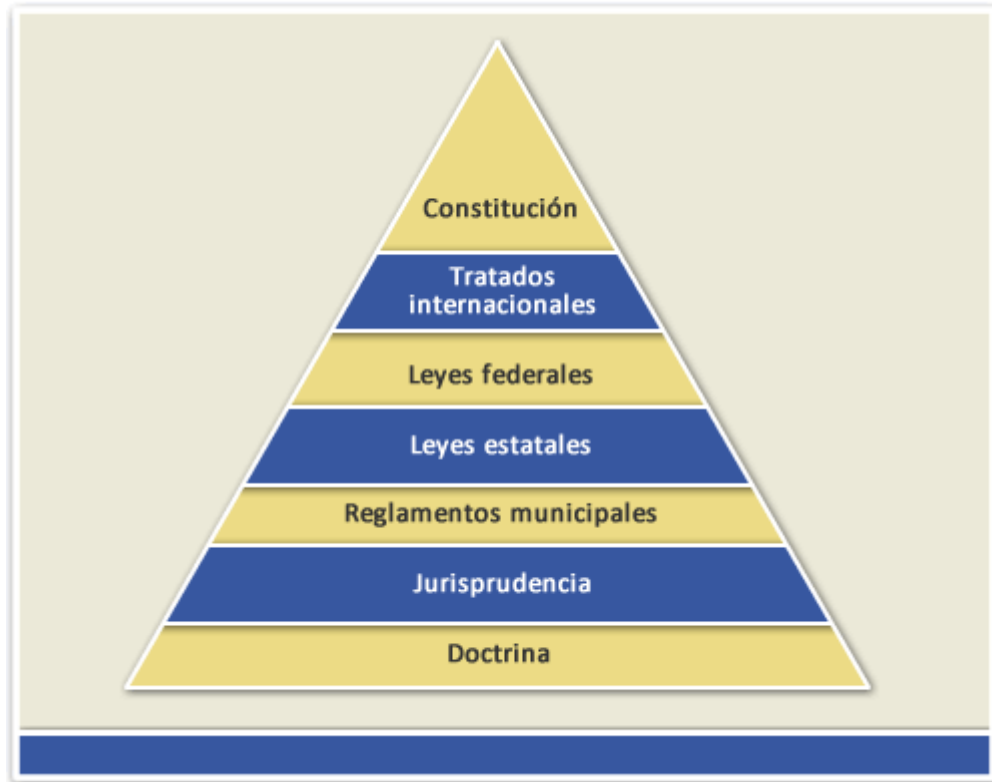 Constitución
Tratados
internacionales
Leyes federales
Leyes estatales
Reglamentos municipales
Jurisprudencia
Doctrina